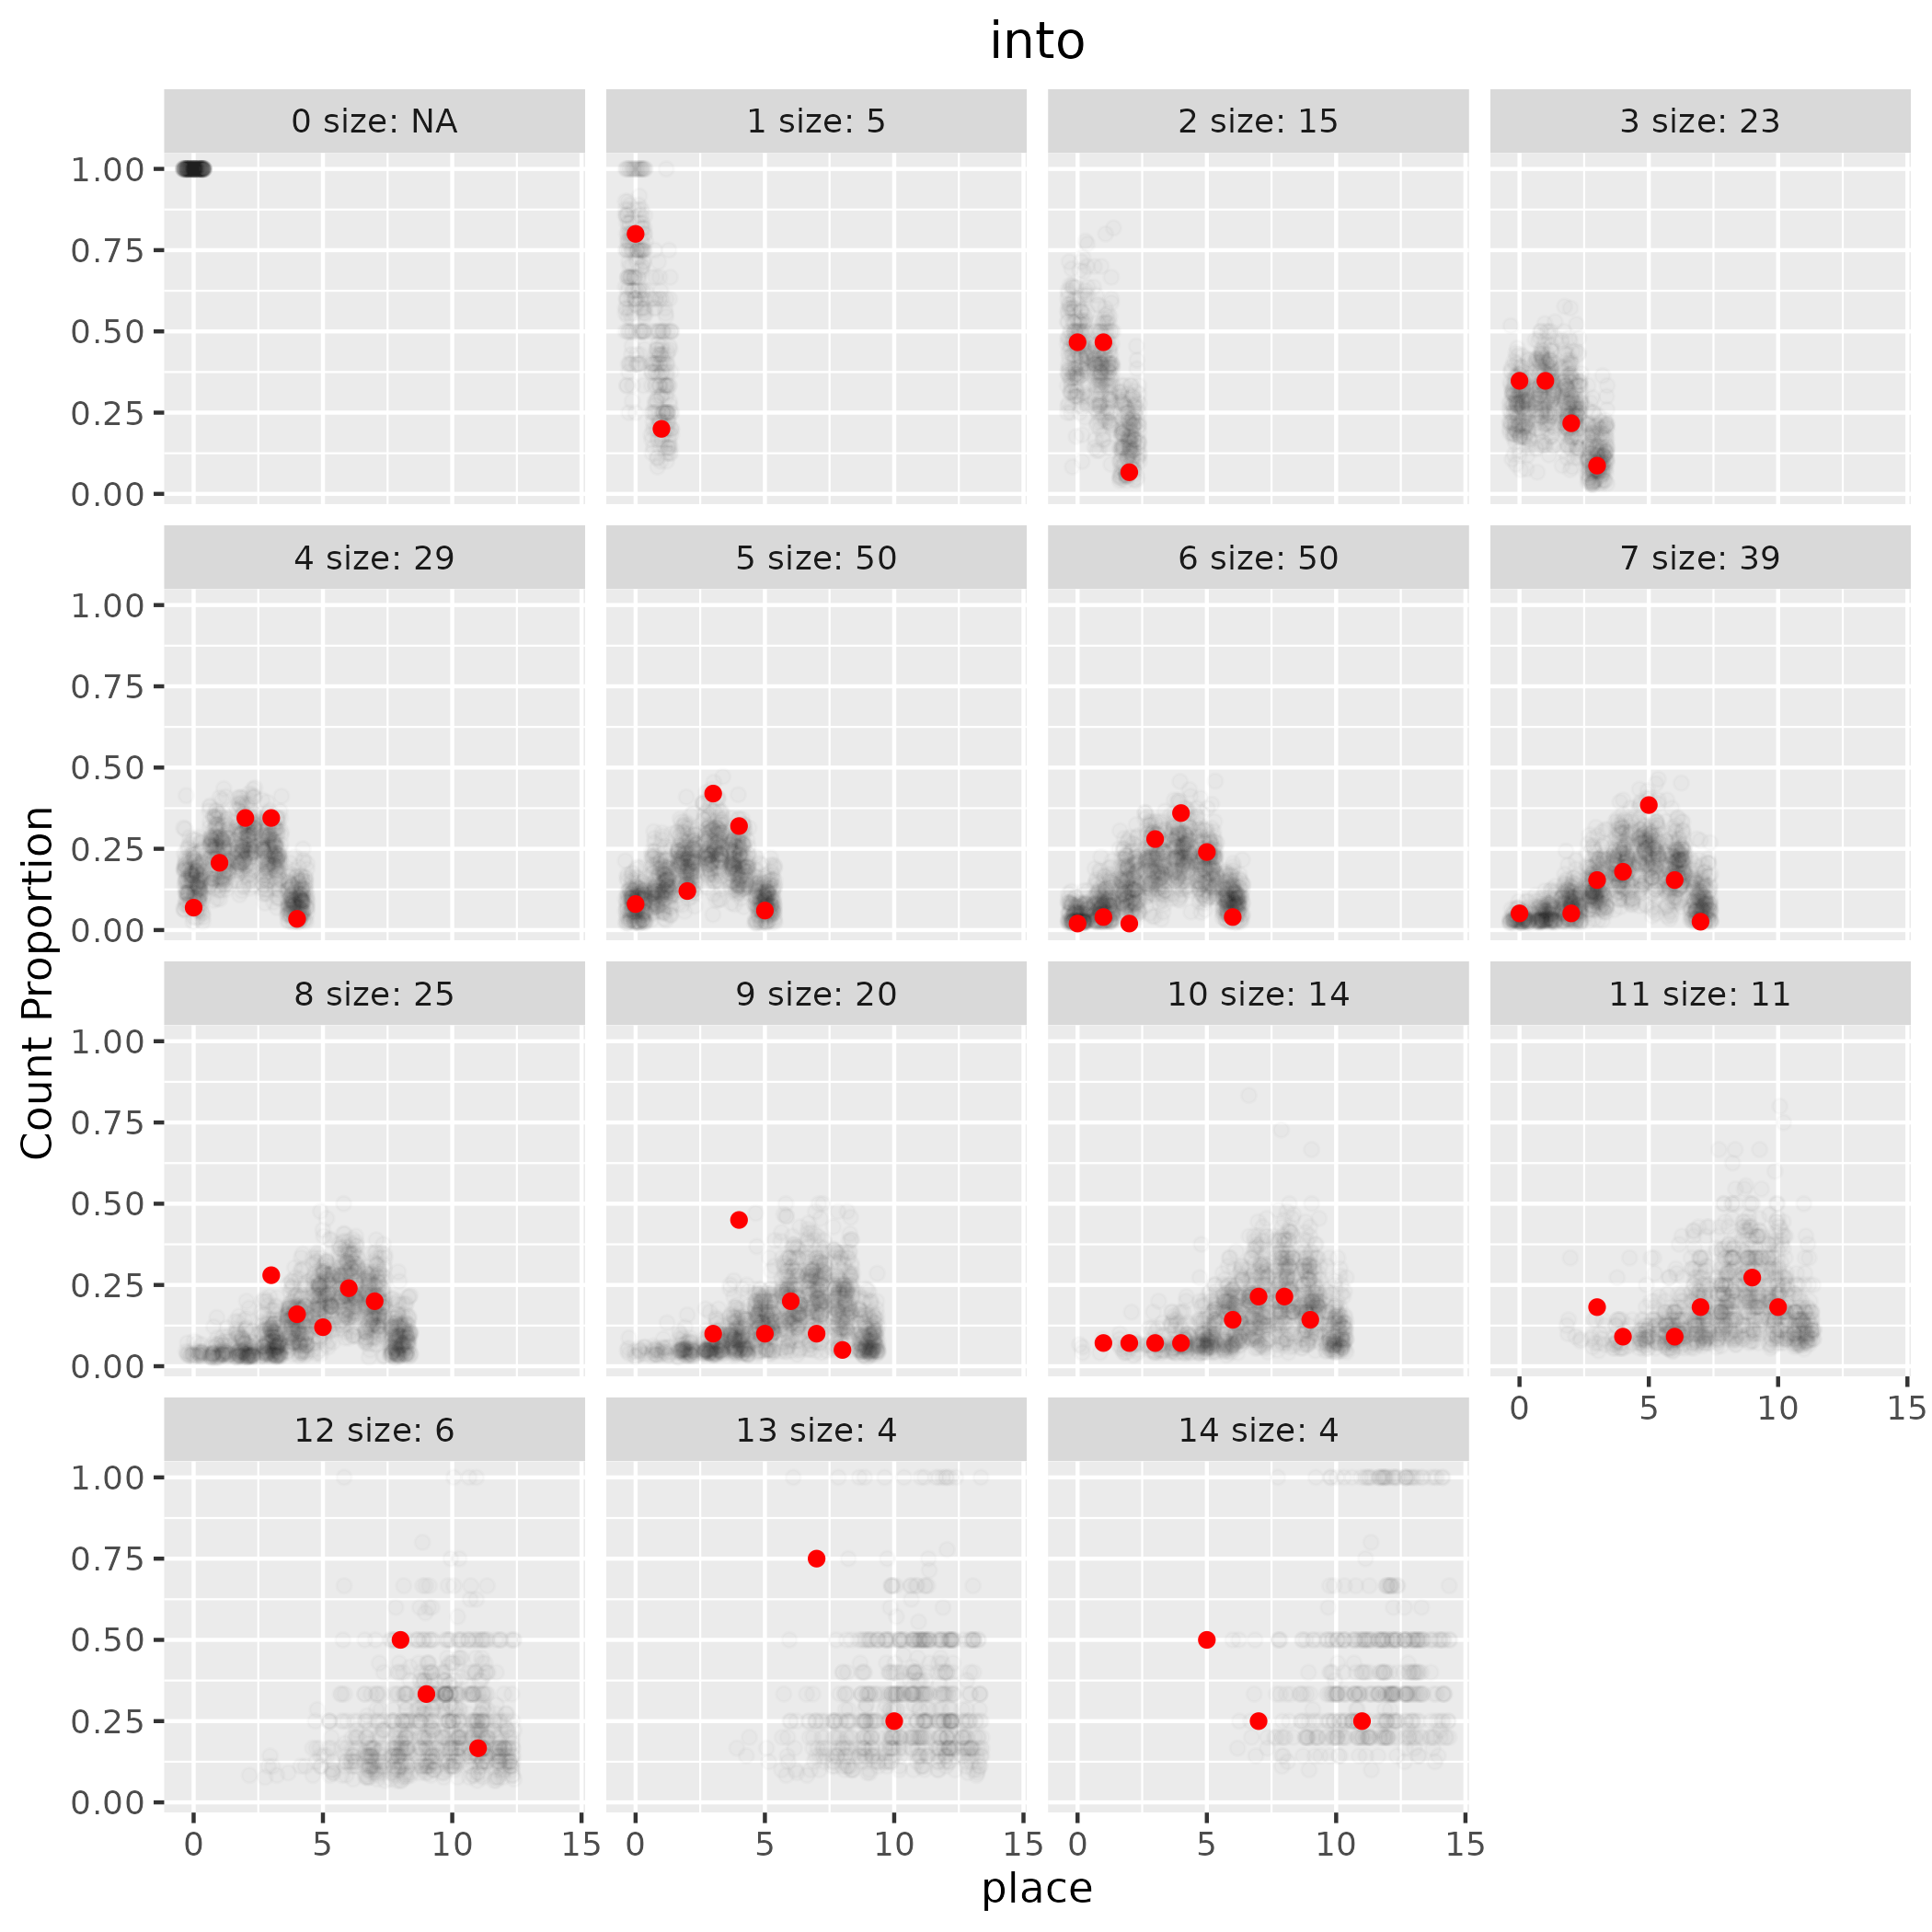 into
0 size: NA
1 size: 5
2 size: 15
3 size: 23
1.00
0.75
0.50
0.25
0.00
4 size: 29
5 size: 50
6 size: 50
7 size: 39
1.00
0.75
0.50
0.25
0.00
Count Proportion
8 size: 25
9 size: 20
10 size: 14
11 size: 11
1.00
0.75
0.50
0.25
0.00
0 5 10 15
12 size: 6
13 size: 4
14 size: 4
1.00
0.75
0.50
0.25
0.00
0 5 10 15
0 5 10 15
0 5 10 15
place